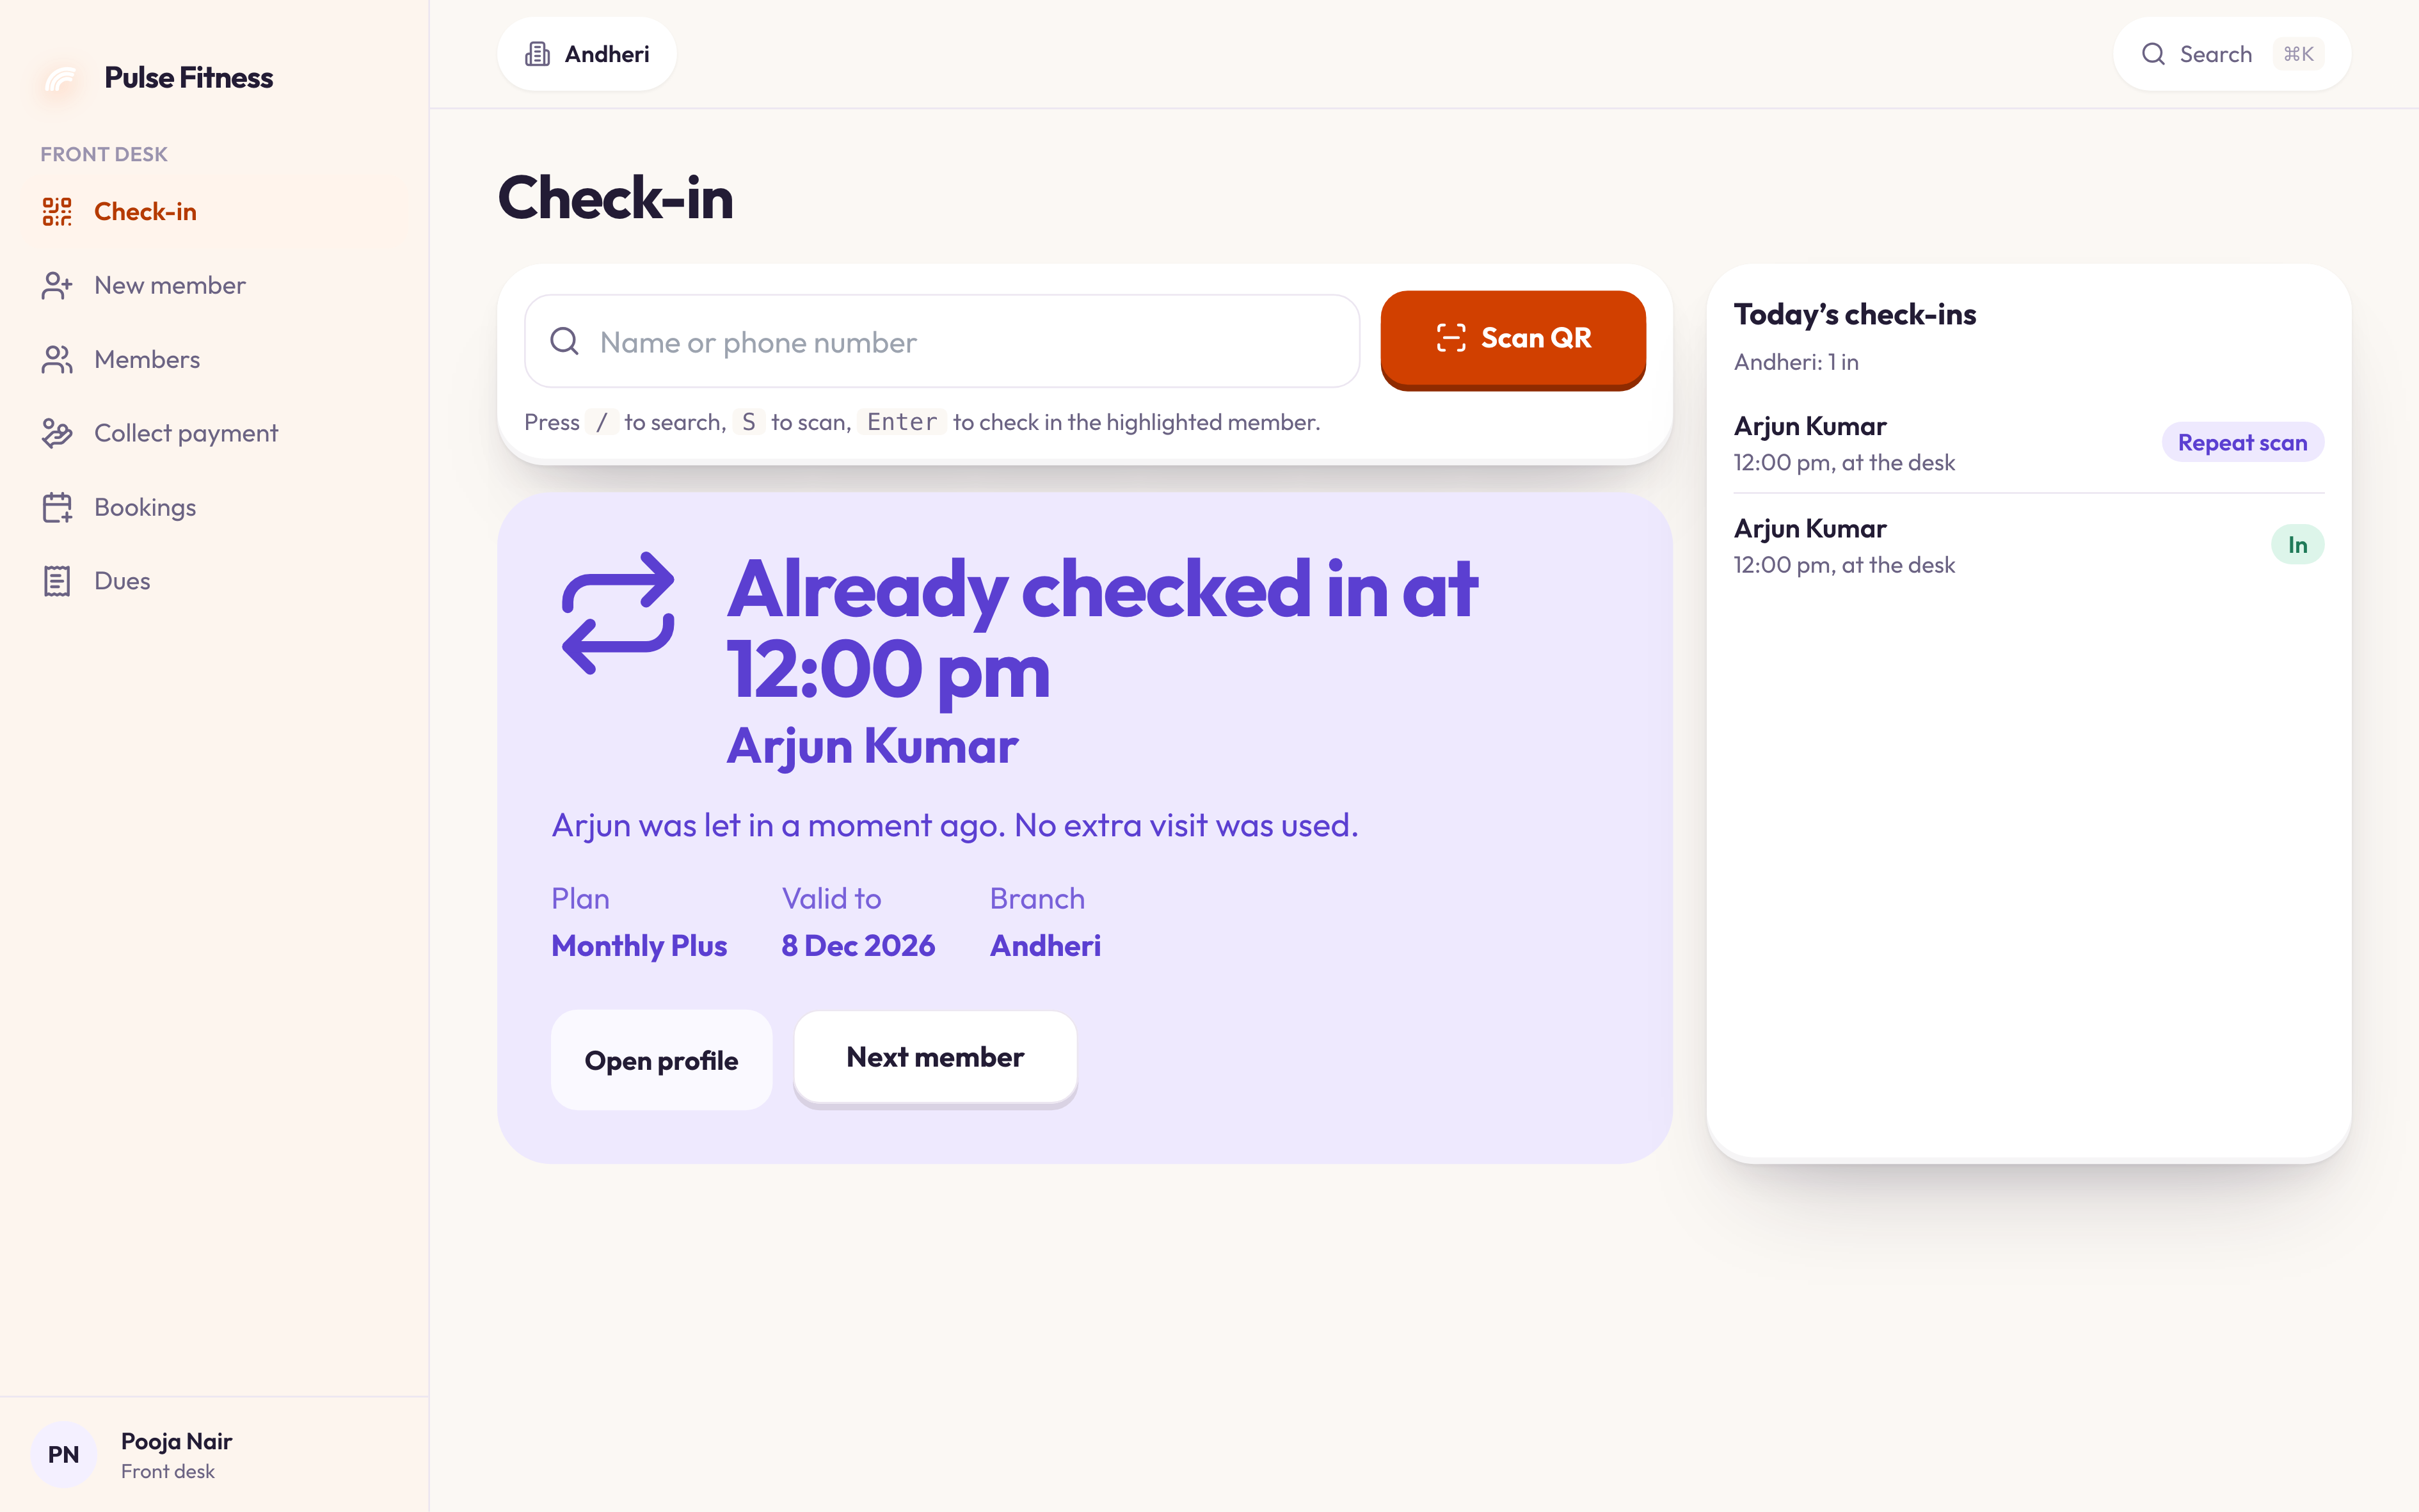 Pulse Fitness
FRONT DESK
Check-in
New member
Members
Collect payment
Bookings
Dues
PN
Pooja Nair
Front desk
Andheri
Search ⌘K
Check-in
Name or phone number
Scan QR
Press / to search, S to scan, Enter to check in the highlighted member.
Already checked in at
12:00 pm
Arjun Kumar
Arjun was let in a moment ago. No extra visit was used.
Plan Valid to Branch
Monthly Plus 8 Dec 2026 Andheri
Open profile Next member
Today’s check-ins
Andheri: 1 in
Arjun Kumar
12:00 pm, at the desk
Repeat scan
Arjun Kumar
12:00 pm, at the desk
In